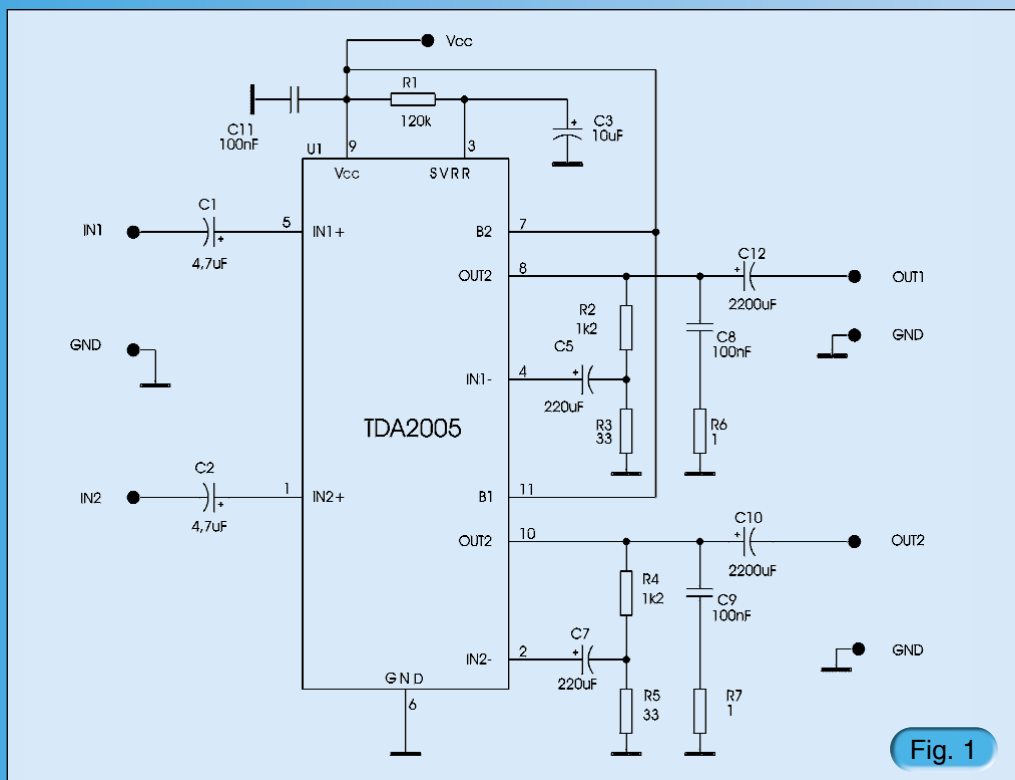 Vcc
R1
120k
C11
100nF
C3
10uF
U1
9
3
Vcc
SVRR
C1
IN1
4,7uF
5
IN1+
B2
7
OUT2
8
C12
2200uF
OUT1
R2
1k2
C8
100nF
GND
GND
C5
220uF
IN1-
4
R3
33
R6
1
TDA2005
C2
IN2
4,7uF
1
IN2+
B1
11
OUT2
10
C10
2200uF
OUT2
R4
1k2
C9
100nF
C7
220uF
IN2-
2
GND
GND
6
R5
33
R7
1
Fig. 1